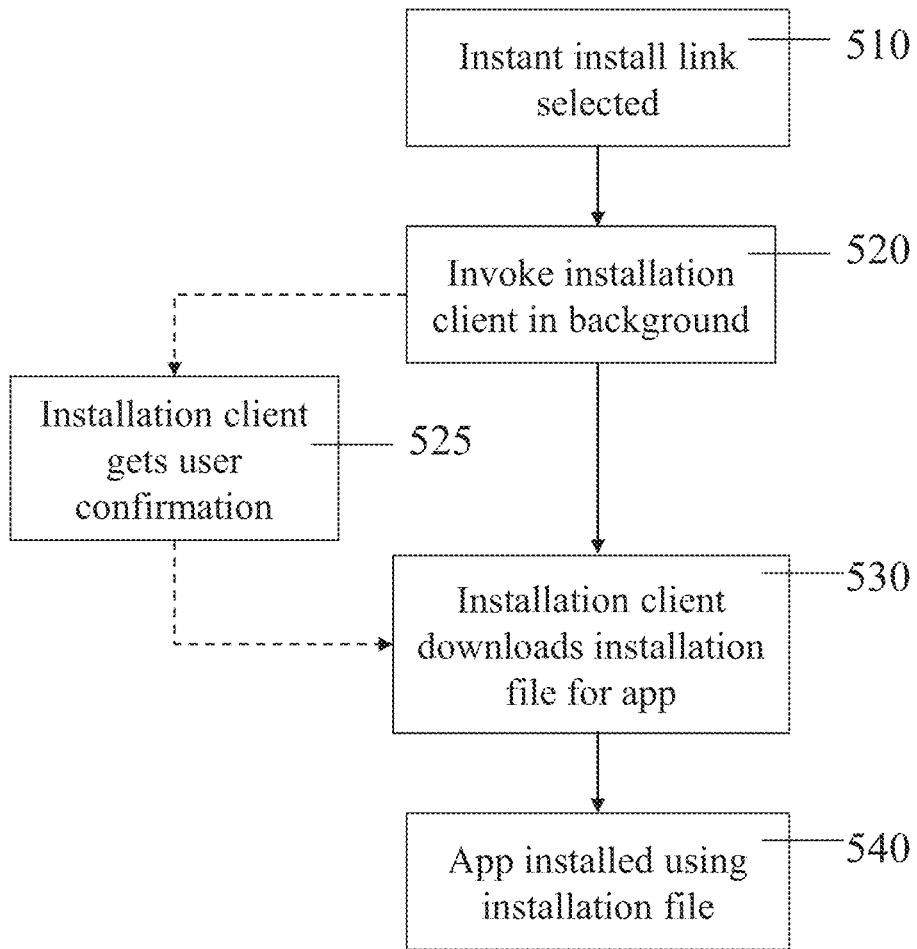 Instant install link
selected
510
Invoke installation
client in background
520
Installation client
gets user
confirmation
525
Installation client
downloads installation
file for app
530
App installed using
installation file
540